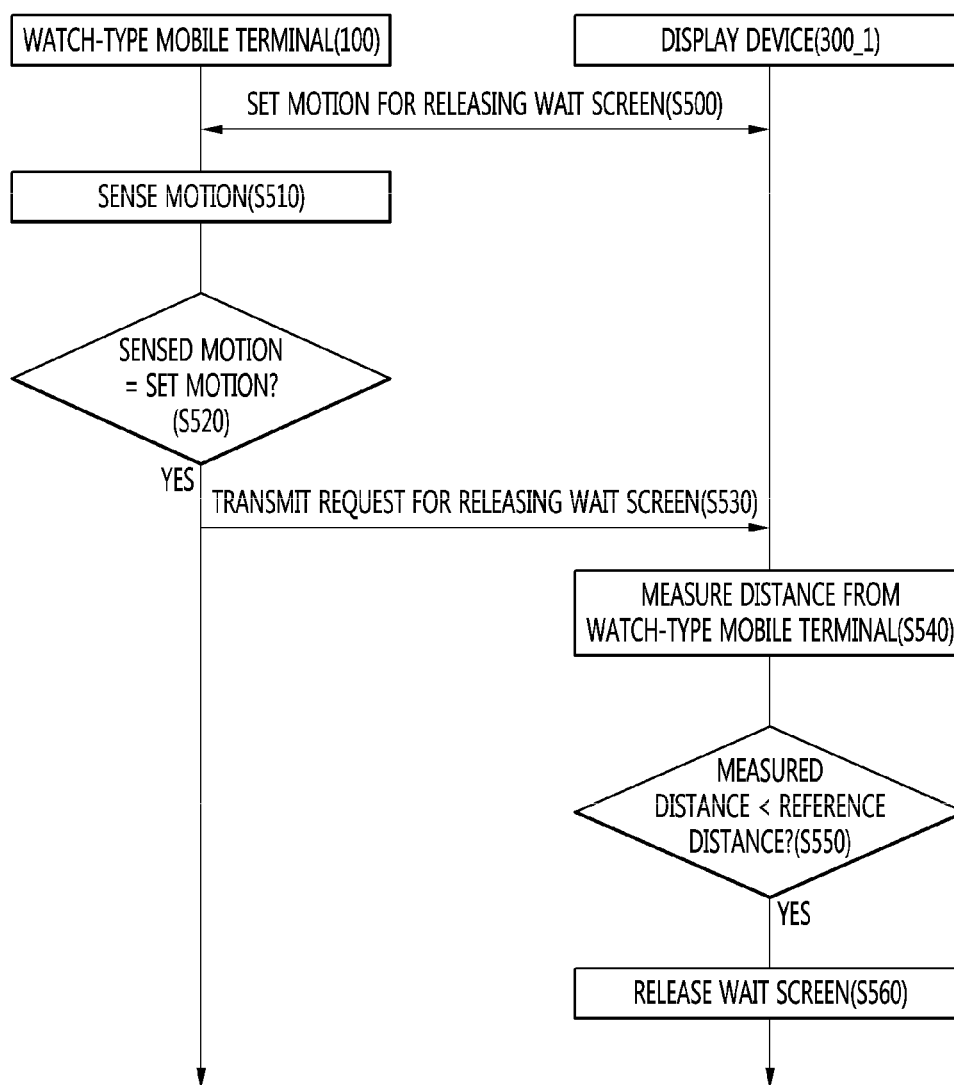 WATCH-TYPE MOBILE TERMINAL(100)
DISPLAY DEVICE(300_1)
SET MOTION FOR RELEASING WAIT SCREEN(S500)
SENSE MOTION(S510)
SENSED MOTION
= SET MOTION?
(S520)
YES
TRANSMIT REQUEST FOR RELEASING WAIT SCREEN(S530)
MEASURE DISTANCE FROM
WATCH-TYPE MOBILE TERMINAL(S540)
MEASURED
DISTANCE < REFERENCE
DISTANCE?(S550)
YES
RELEASE WAIT SCREEN(S560)